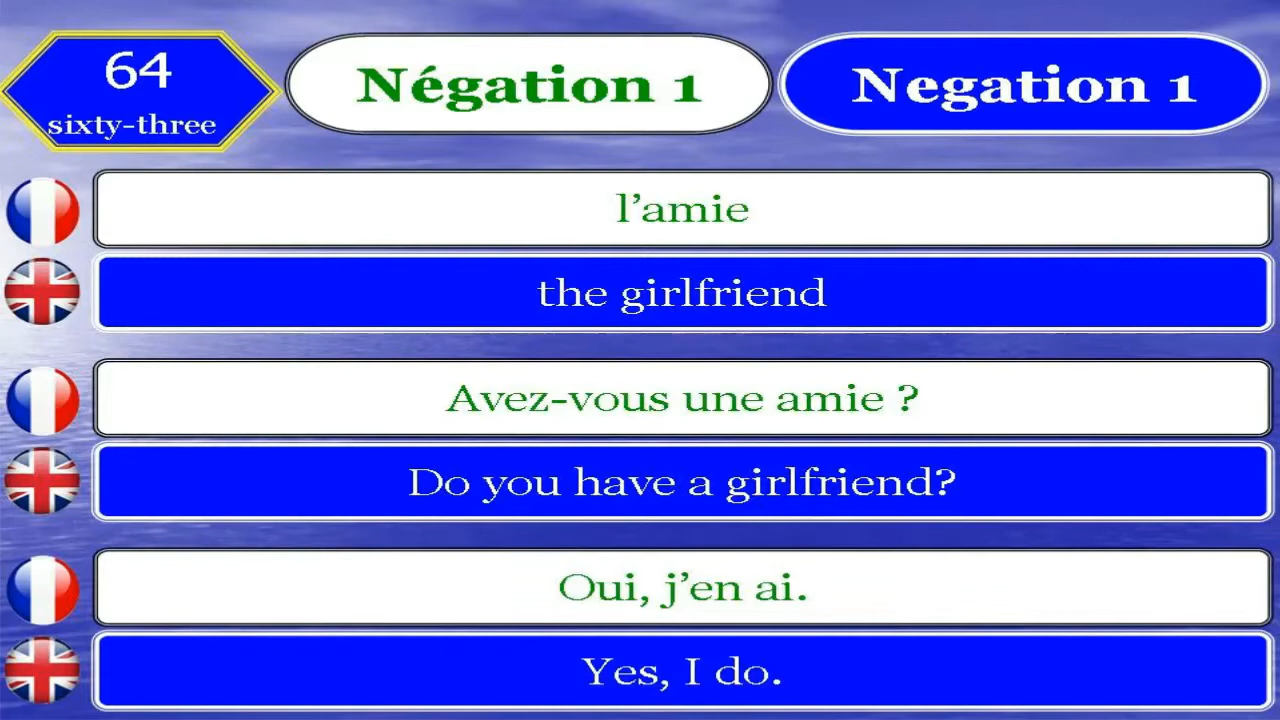 64
sixty-three
Négation 1
Negation 1
l’amie
the girlfriend
Avez-vous une amie ?
Do you have a girlfriend?
Oui, j’en ai.
Yes, I do.